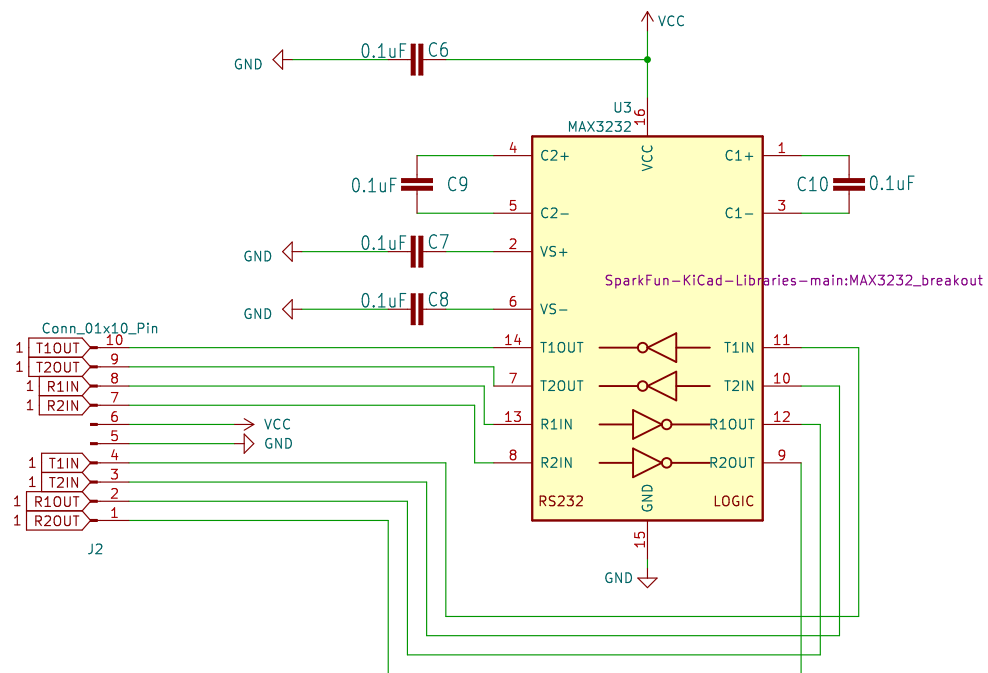 VCC
0.1uF C6
GND
U3
MAX3232
16
4 C2+ VCC C1+ 1
0.1uF C9
C10 0.1uF
5 C2- C1- 3
0.1uF C7
GND
2 VS+
SparkFun-KiCad-Libraries-main:MAX3232_breakout
0.1uF C8
GND
6 VS-
Conn_01x10_Pin
1 T1OUT 10
14 T1OUT T1IN 11
1 T2OUT 9
1 R1IN 8
7 T2OUT T2IN 10
1 R2IN 7
6 VCC
13 R1IN R1OUT 12
5 GND
1 T1IN 4
8 R2IN R2OUT 9
1 T2IN 3
1 R1OUT 2
RS232 GND LOGIC
1 R2OUT 1
J2
15
GND